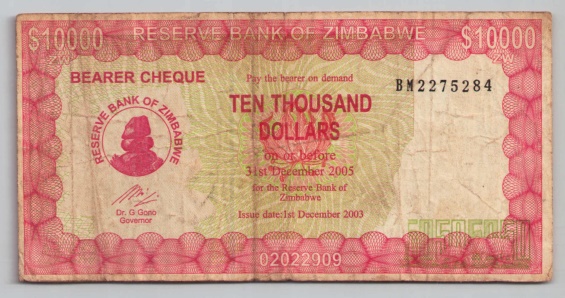 $10000 RESERVE BANK OF ZIMBABWE $10000
ZW ZW
BEARER CHEQUE
Pay the bearer on demand
BM2275284
TEN THOUSAND
DOLLARS
RESERVE BANK OF ZIMBABWE
on or before
31st December 2005
for the Reserve Bank of
Zimbabwe
Dr. G Gono
Governor
Issue date:1st December 2003
02022909